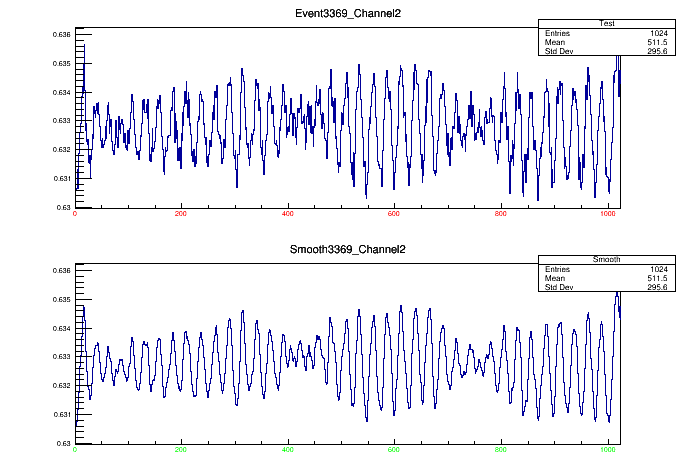 Event3369_Channel2
Test
Entries 1024
Mean 511.5
Std Dev 295.6
0.636
0.635
0.634
0.633
0.632
0.631
0.63
0 200 400 600 800 1000
Smooth3369_Channel2
Smooth
Entries 1024
Mean 511.5
Std Dev 295.6
0.636
0.635
0.634
0.633
0.632
0.631
0.63
0 200 400 600 800 1000